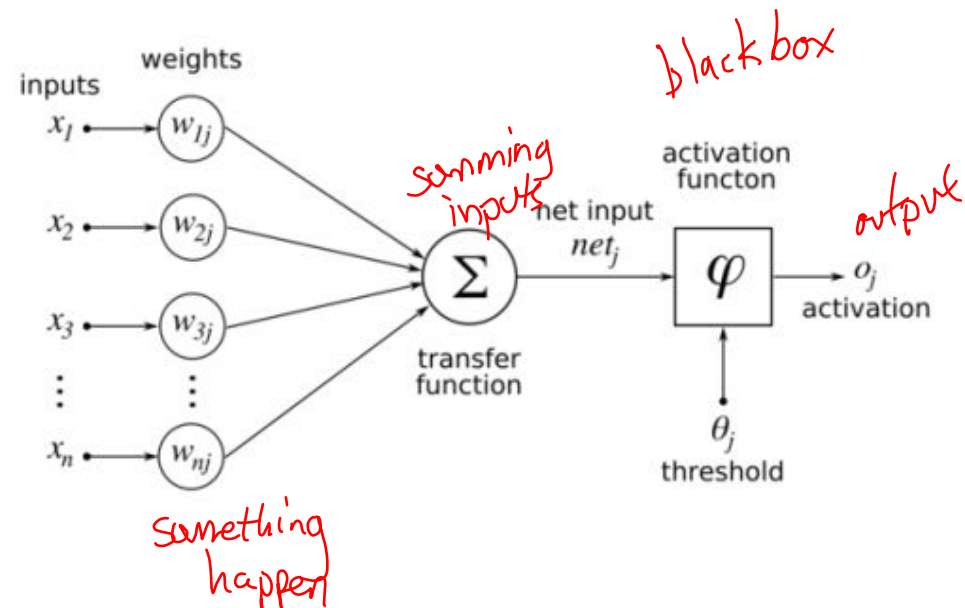 blackbox
weights
inputs
x1
w1j
summing
inputs
activation
functon
output
x2
w2j
net input
netj
Σ
φ
oj
activation
x3
w3j
transfer
function
⋮
⋮
θj
threshold
xn
wnj
something
happen